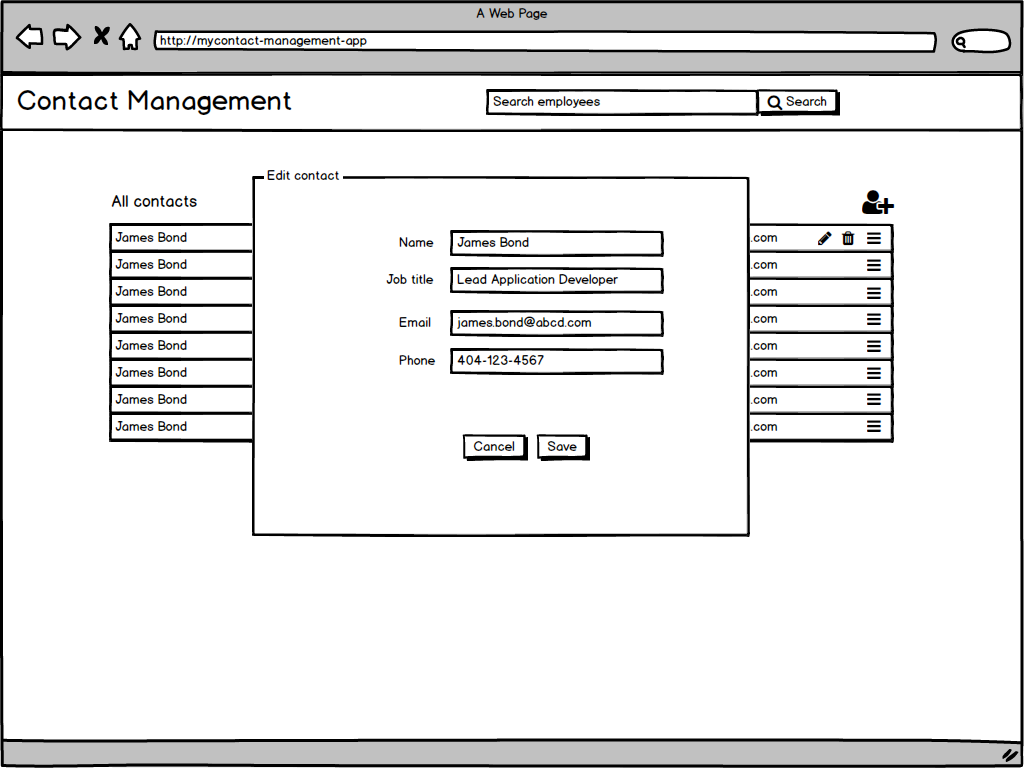 A Web Page
http://mycontact-management-app
Contact Management
Search employees
Search
Edit contact
All contacts
Name
James Bond
Job title
Lead Application Developer
Email
james.bond@abcd.com
Phone
404-123-4567
Cancel
Save
James Bond
.com
James Bond
.com
James Bond
.com
James Bond
.com
James Bond
.com
James Bond
.com
James Bond
.com
James Bond
.com